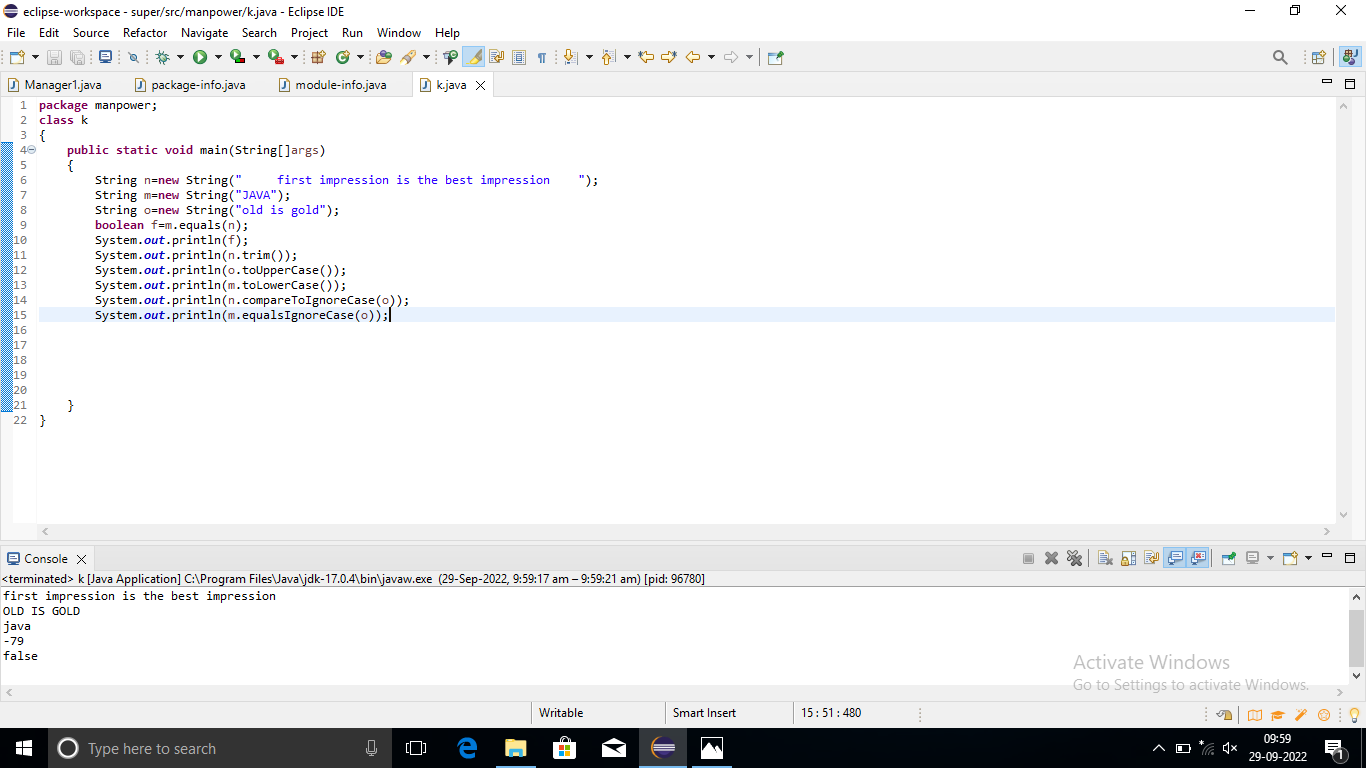 eclipse-workspace - super/src/manpower/k.java - Eclipse IDE
File Edit Source Refactor Navigate Search Project Run Window Help
Manager1.java package-info.java module-info.java k.java
1 package manpower;
2 class k
3 {
4 public static void main(String[]args)
5 {
6 String n=new String("     first impression is the best impression    ");
7 String m=new String("JAVA");
8 String o=new String("old is gold");
9 boolean f=m.equals(n);
10 System.out.println(f);
11 System.out.println(n.trim());
12 System.out.println(o.toUpperCase());
13 System.out.println(m.toLowerCase());
14 System.out.println(n.compareToIgnoreCase(o));
15 System.out.println(m.equalsIgnoreCase(o));
16
17
18
19
20
21 }
22 }
Console
<terminated> k [Java Application] C:\Program Files\Java\jdk-17.0.4\bin\javaw.exe (29-Sep-2022, 9:59:17 am – 9:59:21 am) [pid: 96780]
first impression is the best impression
OLD IS GOLD
java
-79
false
Activate Windows
Go to Settings to activate Windows.
Writable Smart Insert 15 : 51 : 480
Type here to search
09:59
29-09-2022
1